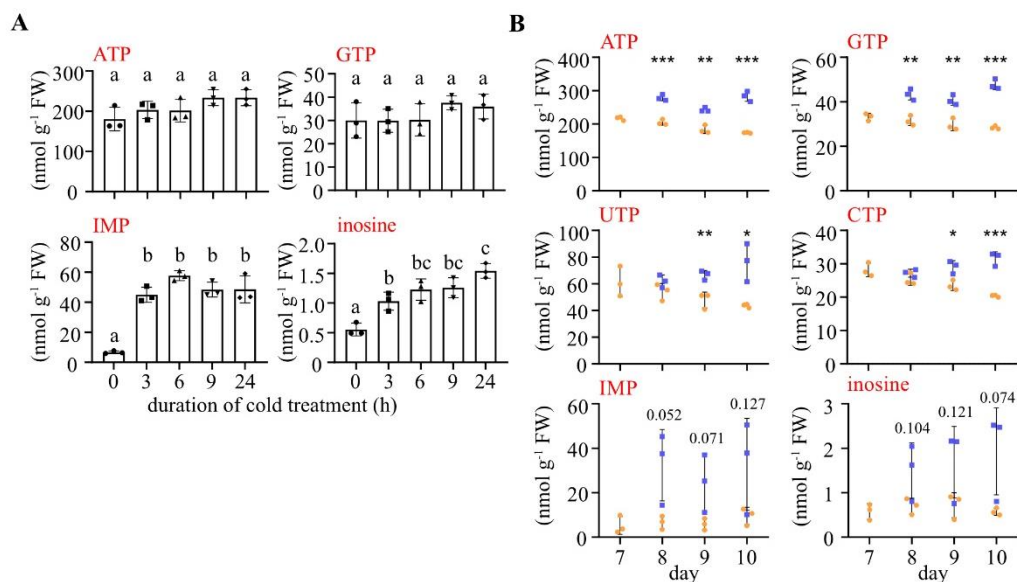 A
ATP
(nmol g⁻¹ FW)
300
200
100
0
a a a a a
GTP
(nmol g⁻¹ FW)
50
40
30
20
10
0
a a a a a
IMP
(nmol g⁻¹ FW)
80
60
40
20
0
a b b b b
0 3 6 9 24
inosine
(nmol g⁻¹ FW)
2.0
1.5
1.0
0.5
0.0
a b bc bc c
0 3 6 9 24
duration of cold treatment (h)
B
ATP
(nmol g⁻¹ FW)
400
300
200
100
0
*** ** ***
GTP
(nmol g⁻¹ FW)
60
40
20
0
** ** ***
UTP
(nmol g⁻¹ FW)
100
80
60
40
20
0
** *
CTP
(nmol g⁻¹ FW)
40
30
20
10
0
* ***
IMP
(nmol g⁻¹ FW)
60
40
20
0
0.052 0.071 0.127
7 8 9 10
inosine
(nmol g⁻¹ FW)
3
2
1
0
0.104 0.121 0.074
7 8 9 10
day
day